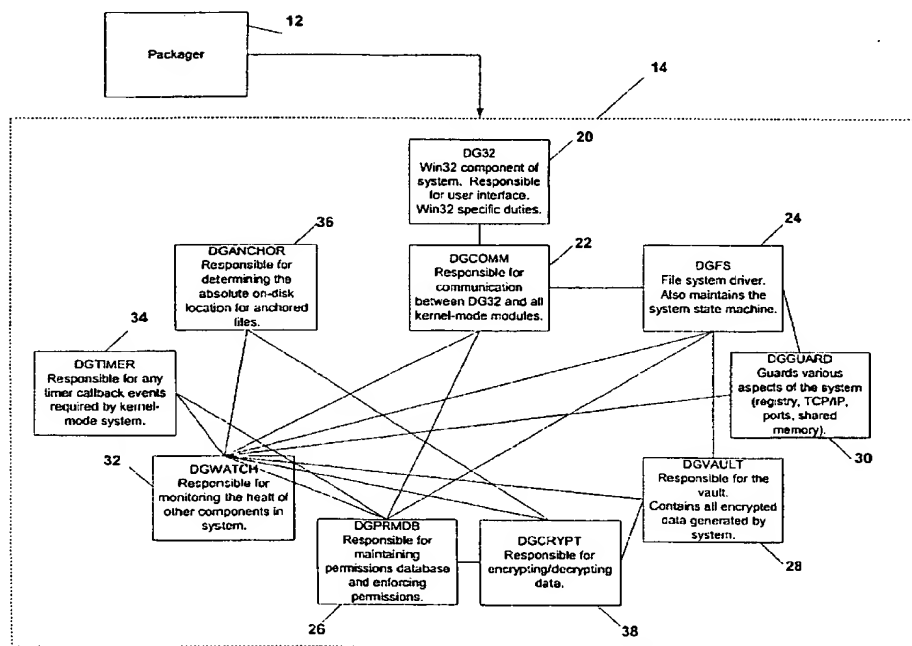 12
Packager
14
20
DG32
Win32 component of
system. Responsible
for user interface.
Win32 specific duties.
36
DGANCHOR
Responsible for
determining the
absolute on-disk
location for anchored
files.
22
DGCOMM
Responsible for
communication
between DG32 and all
kernel-mode modules.
24
DGFS
File system driver.
Also maintains the
system state machine.
34
DGTIMER
Responsible for any
timer callback events
required by kernel-
mode system.
DGGUARD
Guards various
aspects of the system
(registry, TCP/IP,
ports, shared
memory).
30
32
DGWATCH
Responsible for
monitoring the healt of
other components in
system.
DGVAULT
Responsible for the
vault.
Contains all encrypted
data generated by
system.
28
DGPRMDB
Responsible for
maintaining
permissions database
and enforcing
permissions.
26
DGCRYPT
Responsible for
encrypting/decrypting
data.
38